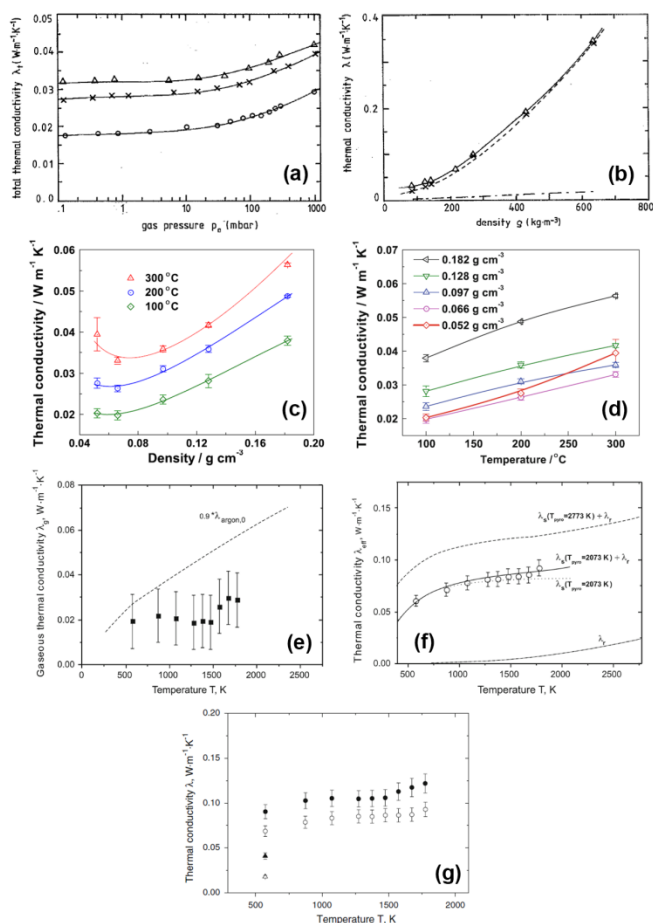 0.05
0.04
0.03
0.02
0.01
0.0
.1
1
10
100
1000
total thermal conductivity λt (W·m-1·K-1)
gas pressure
(mbar)
(a)
0.4
0.2
0.
0
200
400
600
800
thermal conductivity λ (W·m-1·K-1)
density ϱ (kg·m-3)
(b)
0.06
0.05
0.04
0.03
0.02
0.01
0.04
0.08
0.12
0.16
0.20
Thermal conductivity / W m-1 K-1
Density / g cm-3
300 °C
200 °C
100 °C
(c)
0.07
0.06
0.05
0.04
0.03
0.02
100
150
200
250
300
Thermal conductivity / W m-1 K-1
Temperature /°C
0.182 g cm-3
0.128 g cm-3
0.097 g cm-3
0.066 g cm-3
0.052 g cm-3
(d)
0.08
0.06
0.04
0.02
0.00
0
500
1000
1500
2000
2500
Gaseous thermal conductivity λg, W·m-1·K-1
Temperature T, K
0.9 *λargon,0
(e)
0.20
0.15
0.10
0.05
0.00
500
1000
1500
2000
2500
Thermal conductivity λeff, W·m-1·K-1
Temperature T, K
λs(Tpyro=2773 K) + λr
λs(Tpyro=2073 K) + λr
λs(Tpyro=2073 K)
λr
(f)
0.20
0.15
0.10
0.05
0.00
500
1000
1500
2000
Thermal conductivity λ, W·m-1·K-1
Temperature T, K
(g)